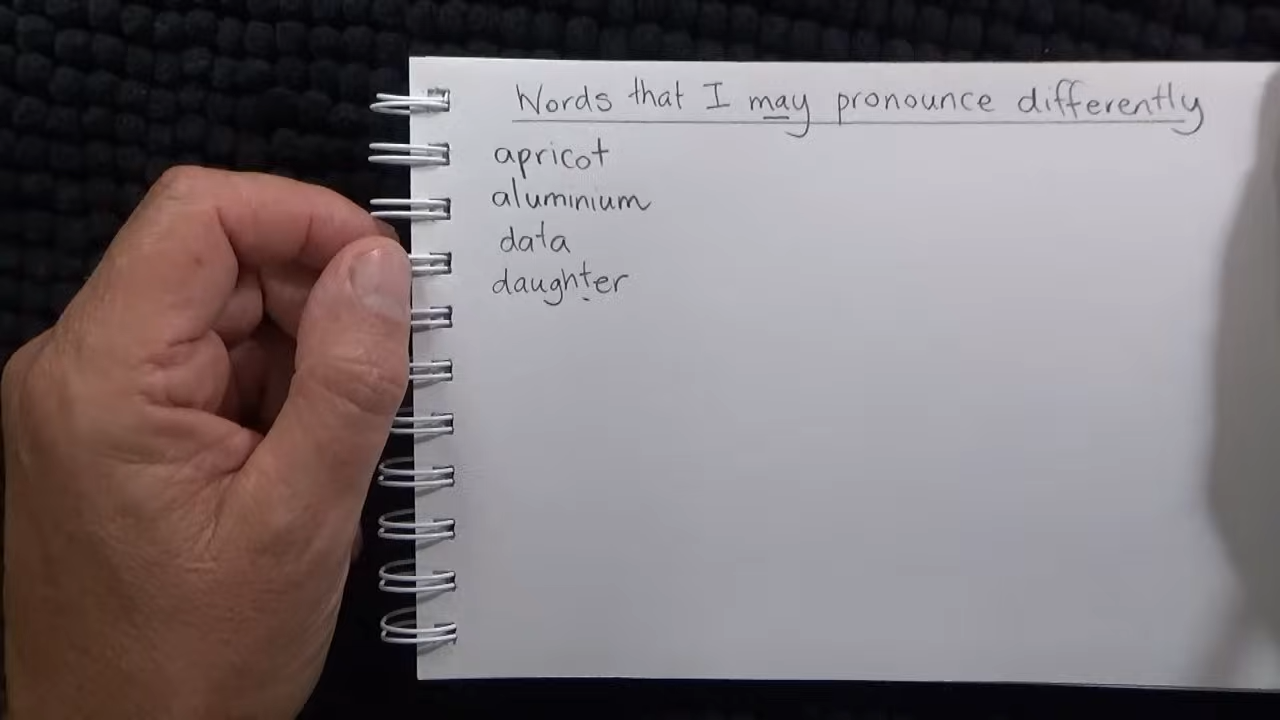 Words that I may pronounce differently
apricot
aluminium
data
daughter